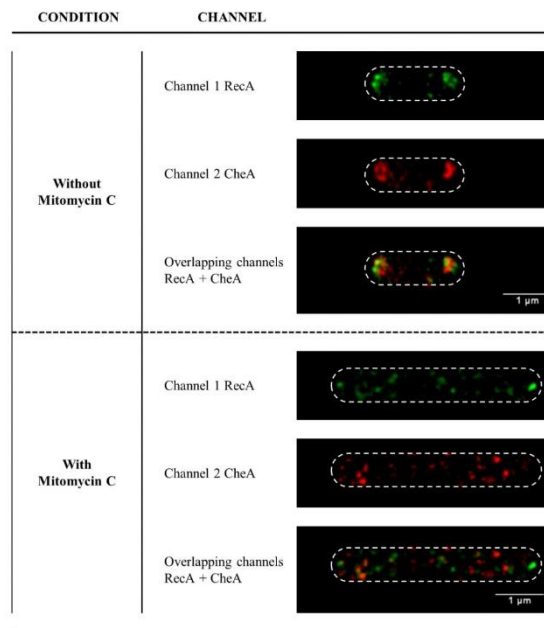 CONDITION CHANNEL
Channel 1 RecA
Without
Mitomycin C
Channel 2 CheA
Overlapping channels
RecA + CheA
1 μm
Channel 1 RecA
With
Mitomycin C
Channel 2 CheA
Overlapping channels
RecA + CheA
1 μm